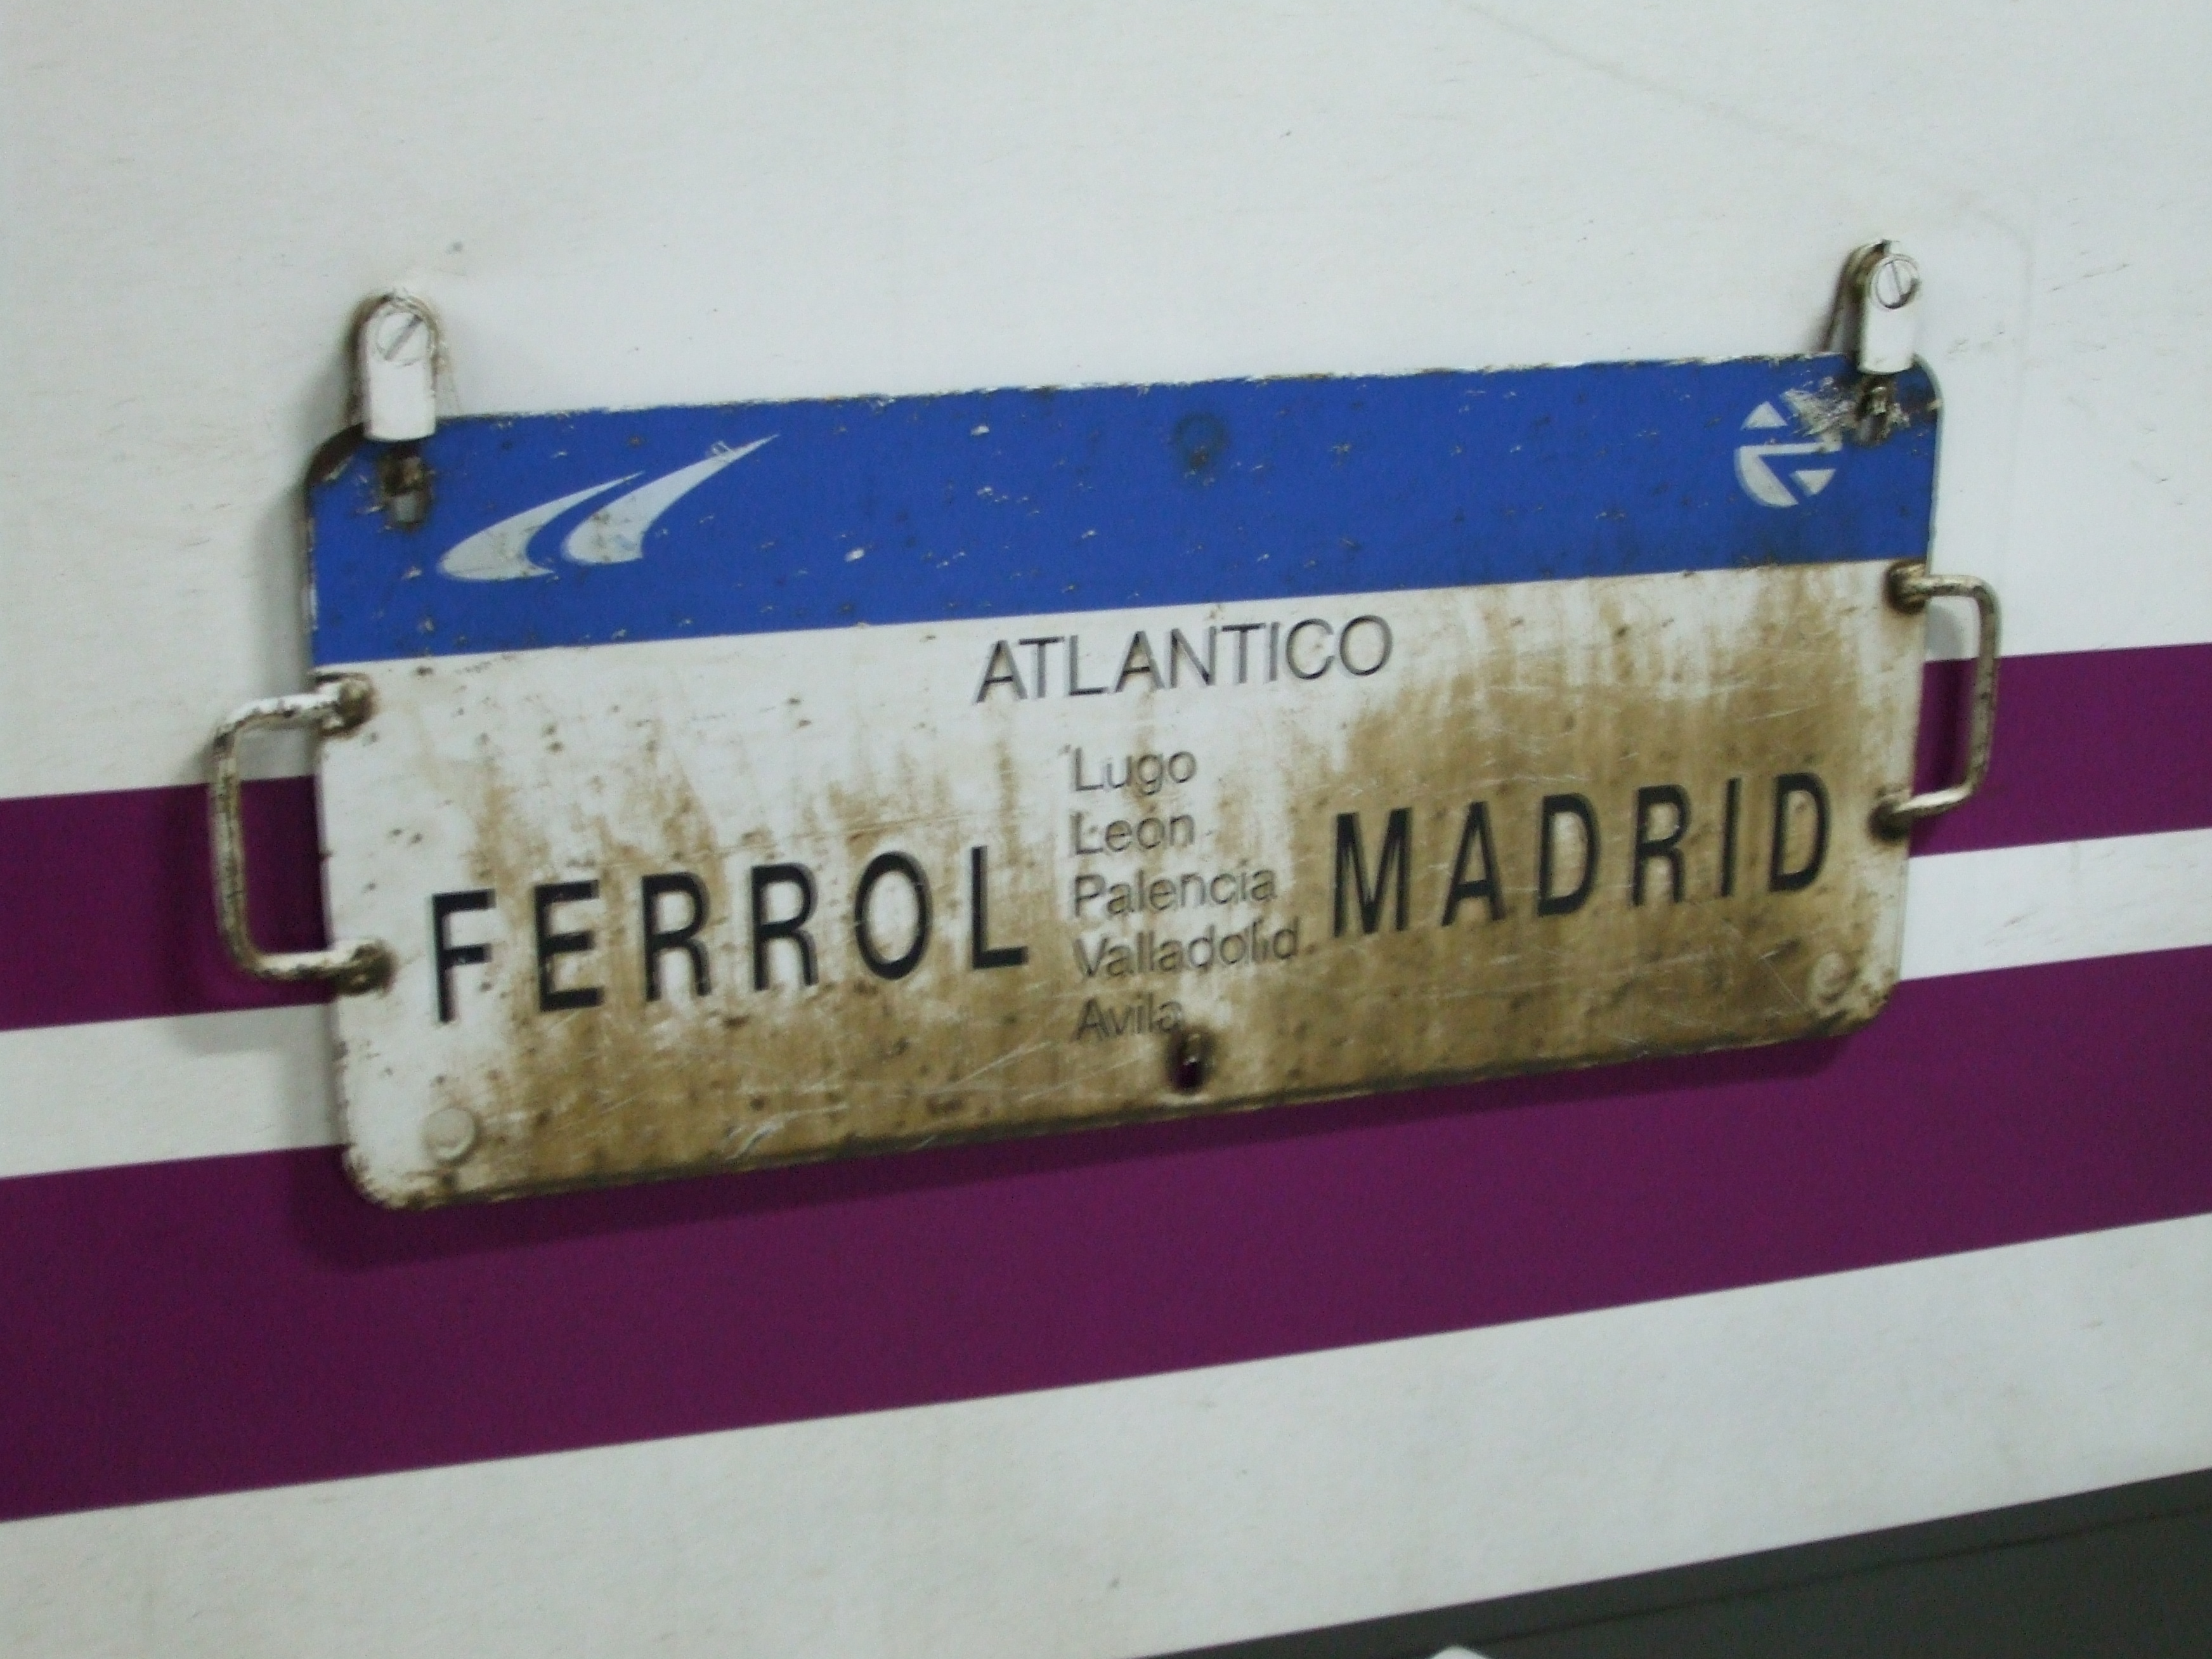 ATLANTICO
FERROL
Lugo
León
Palencia
Valladolid
Avila
MADRID